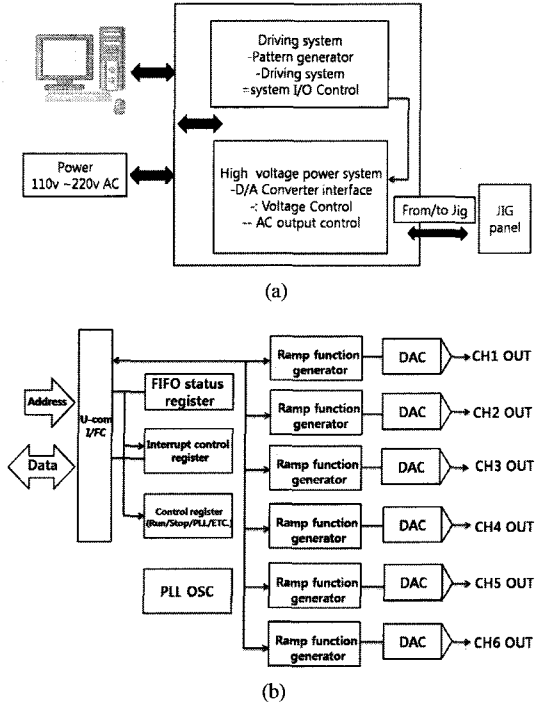 Driving system
-Pattern generator
-Driving system
=system I/O Control
Power
110v ~220v AC
High voltage power system
-D/A Converter interface
-: Voltage Control
-- AC output control
From/to Jig
JIG
panel
(a)
Address
Data
U-com
I/FC
FIFO status
register
Interrupt control
register
Control register
(Run/Stop/PLL/ETC.)
PLL OSC
Ramp function
generator
DAC
CH1 OUT
Ramp function
generator
DAC
CH2 OUT
Ramp function
generator
DAC
CH3 OUT
Ramp function
generator
DAC
CH4 OUT
Ramp function
generator
DAC
CH5 OUT
Ramp function
generator
DAC
CH6 OUT
(b)